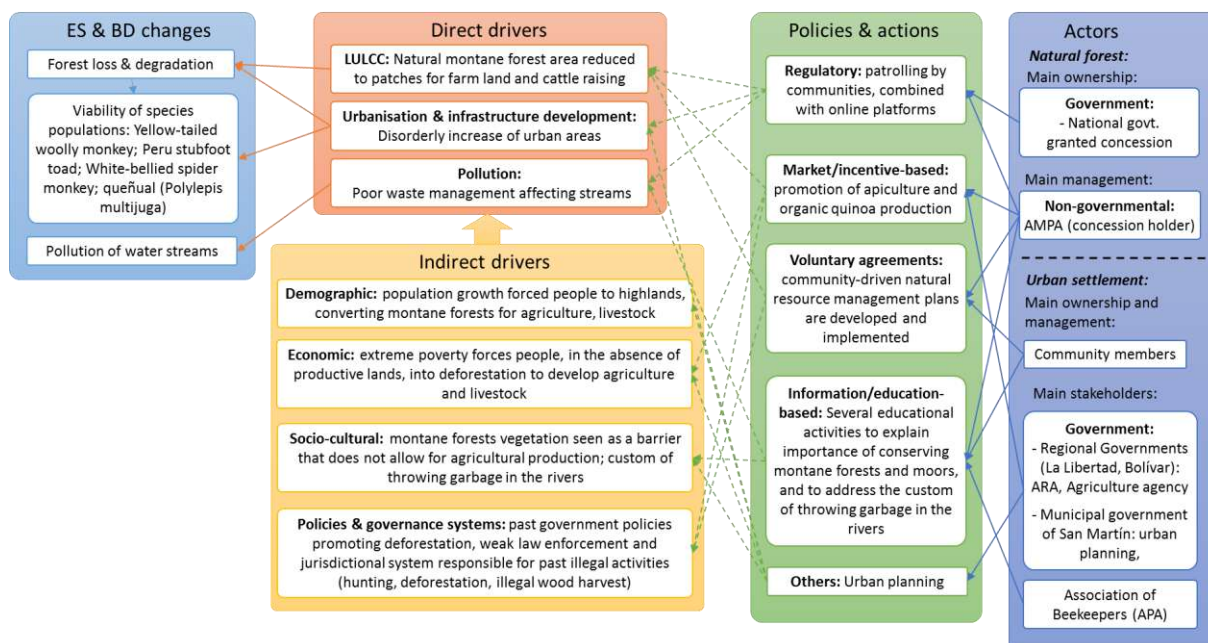 ES & BD changes
Forest loss & degradation
Viability of species
populations: Yellow-tailed
woolly monkey; Peru stubfoot
toad; White-bellied spider
monkey; queñual (Polylepis
multijuga)
Pollution of water streams
Direct drivers
LULCC: Natural montane forest area reduced
to patches for farm land and cattle raising
Urbanisation & infrastructure development:
Disorderly increase of urban areas
Pollution:
Poor waste management affecting streams
Indirect drivers
Demographic: population growth forced people to highlands,
converting montane forests for agriculture, livestock
Economic: extreme poverty forces people, in the absence of
productive lands, into deforestation to develop agriculture
and livestock
Socio-cultural: montane forests vegetation seen as a barrier
that does not allow for agricultural production; custom of
throwing garbage in the rivers
Policies & governance systems: past government policies
promoting deforestation, weak law enforcement and
jurisdictional system responsible for past illegal activities
(hunting, deforestation, illegal wood harvest)
Policies & actions
Regulatory: patrolling by
communities, combined
with online platforms
Market/incentive-based:
promotion of apiculture and
organic quinoa production
Voluntary agreements:
community-driven natural
resource management plans
are developed and
implemented
Information/education-
based: Several educational
activities to explain
importance of conserving
montane forests and moors,
and to address the custom
of throwing garbage in the
rivers
Others: Urban planning
Actors
Natural forest:
Main ownership:
Government:
- National govt.
granted concession
Main management:
Non-governmental:
AMPA (concession holder)
Urban settlement:
Main ownership and
management:
Community members
Main stakeholders:
Government:
- Regional Governments
(La Libertad, Bolívar):
ARA, Agriculture agency
- Municipal government
of San Martín: urban
planning,
Association of
Beekeepers (APA)